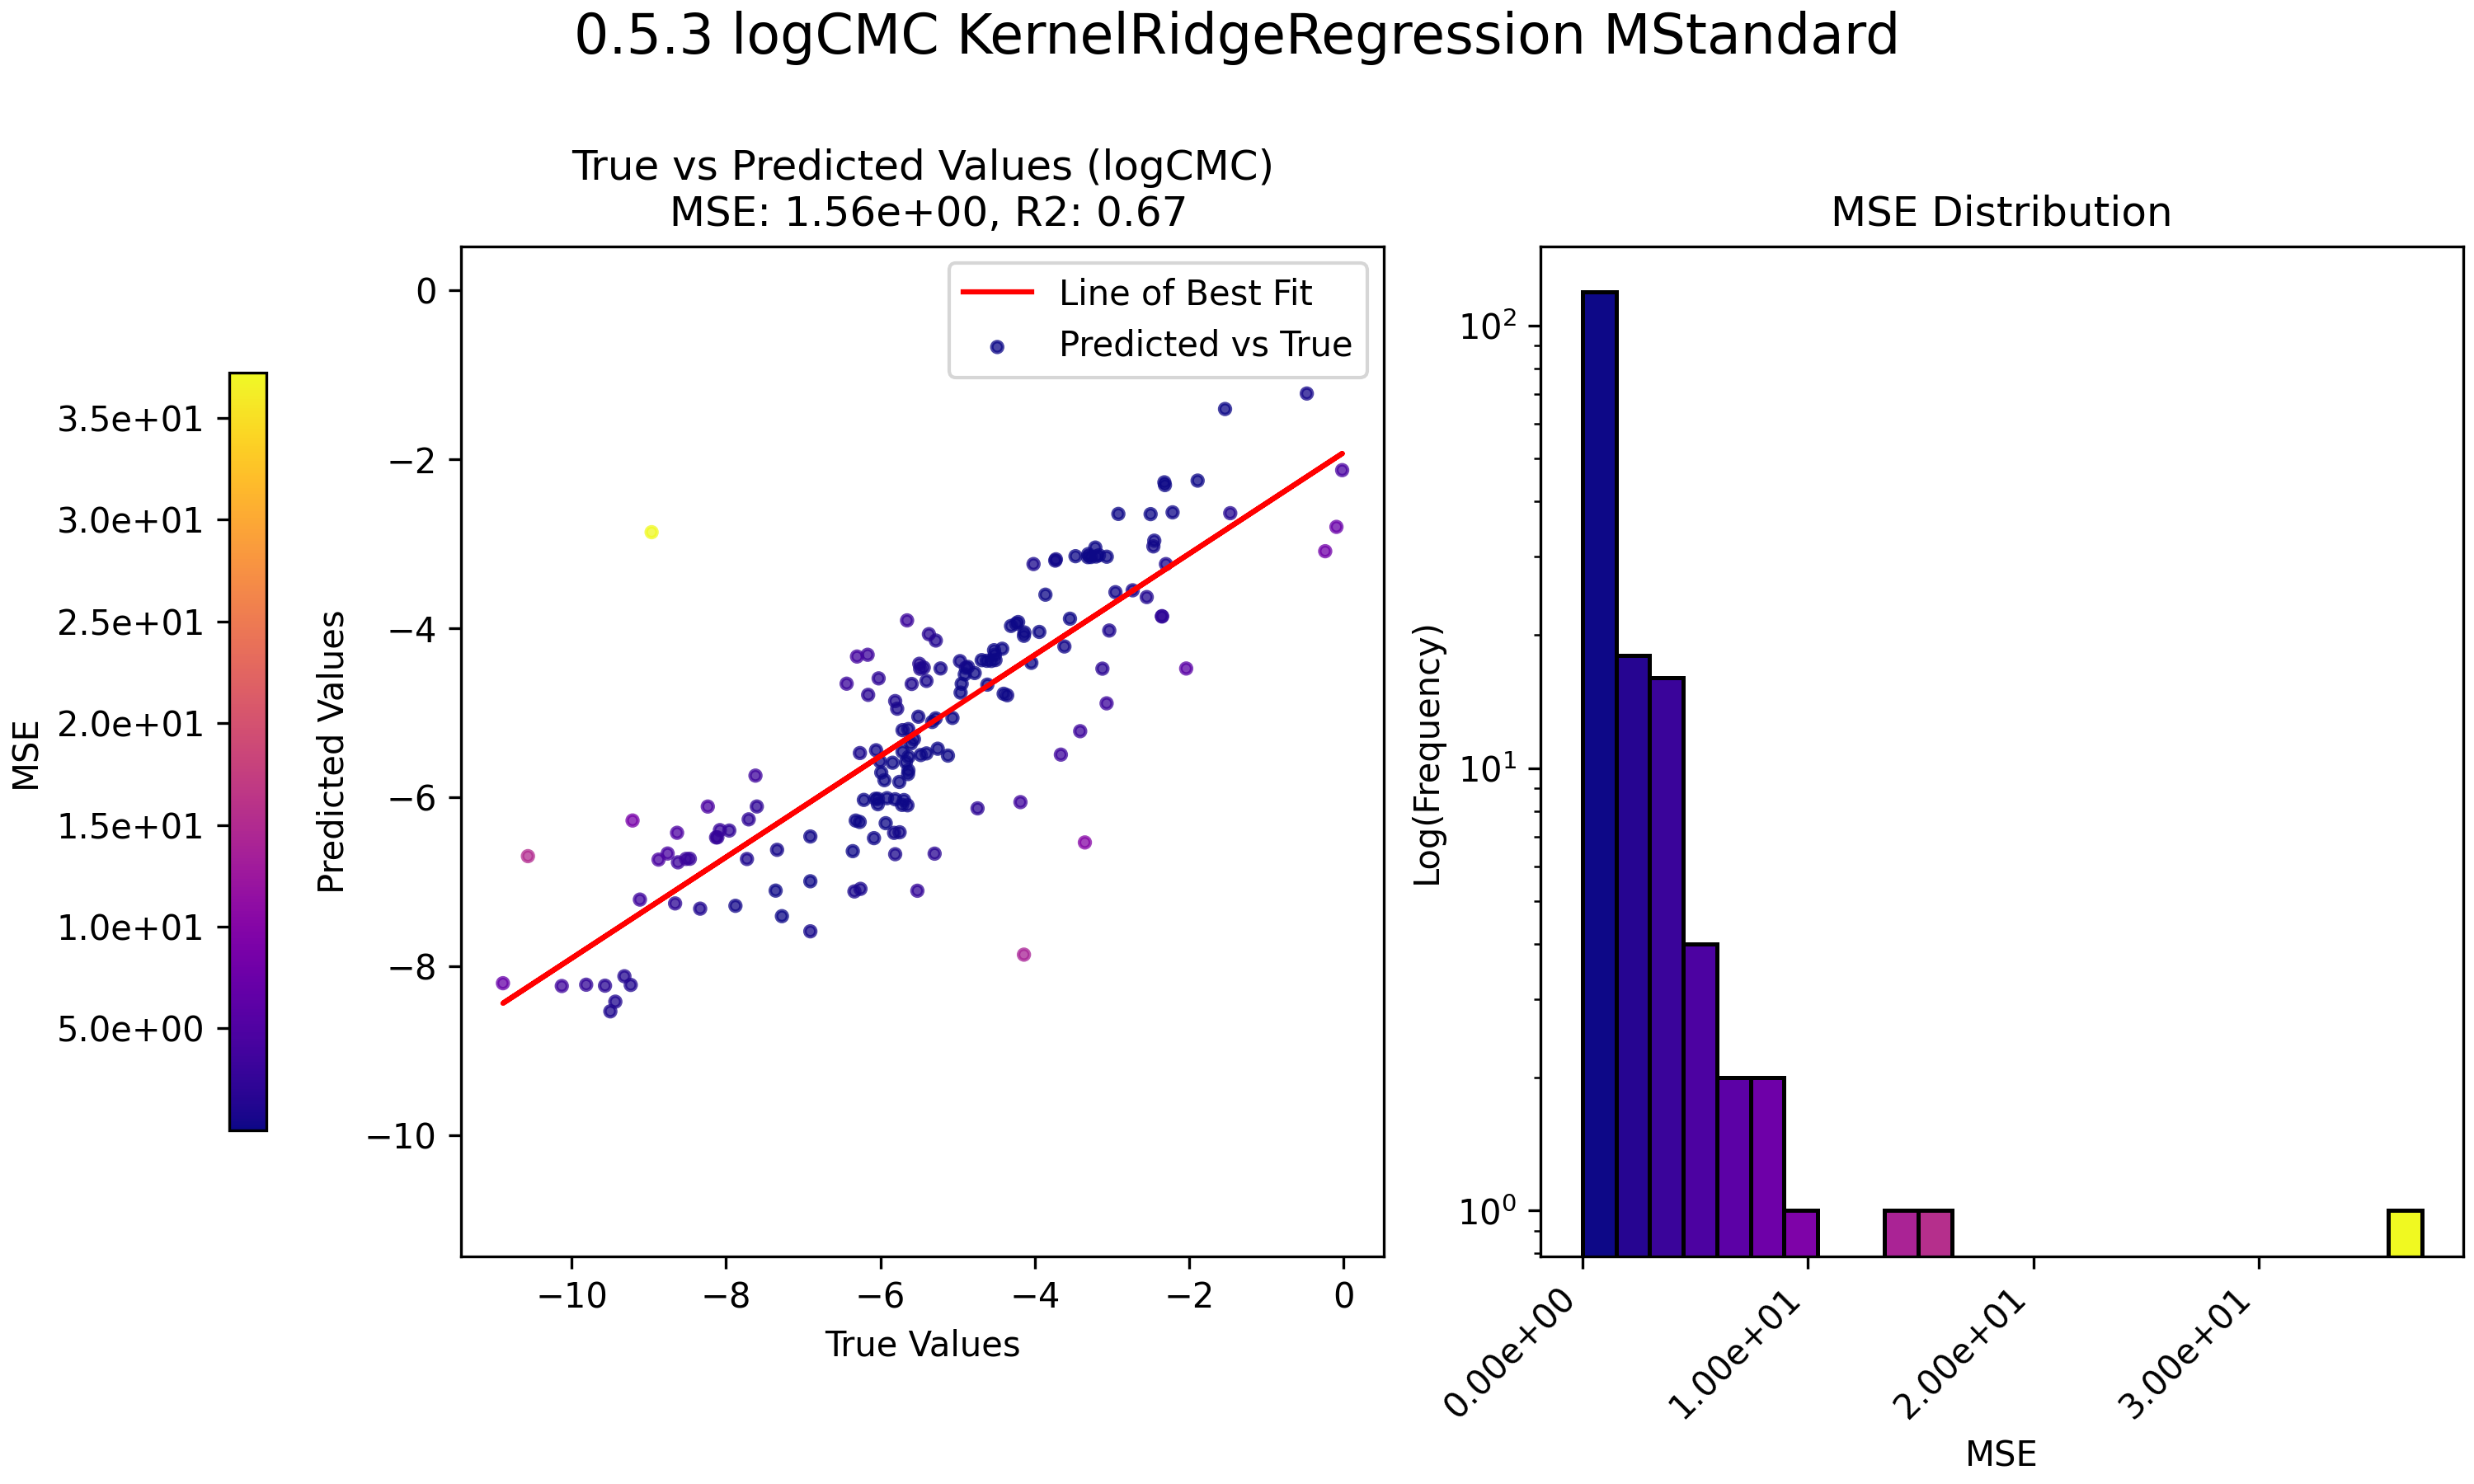 0.5.3 logCMC KernelRidgeRegression MStandard
True vs Predicted Values (logCMC)
MSE: 1.56e+00, R2: 0.67
MSE Distribution
MSE
3.5e+01
3.0e+01
2.5e+01
2.0e+01
1.5e+01
1.0e+01
5.0e+00
Predicted Values
0
−2
−4
−6
−8
−10
Line of Best Fit
Predicted vs True
−10
−8
−6
−4
−2
0
True Values
Log(Frequency)
10²
10¹
10⁰
0.00e+00
1.00e+01
2.00e+01
3.00e+01
MSE